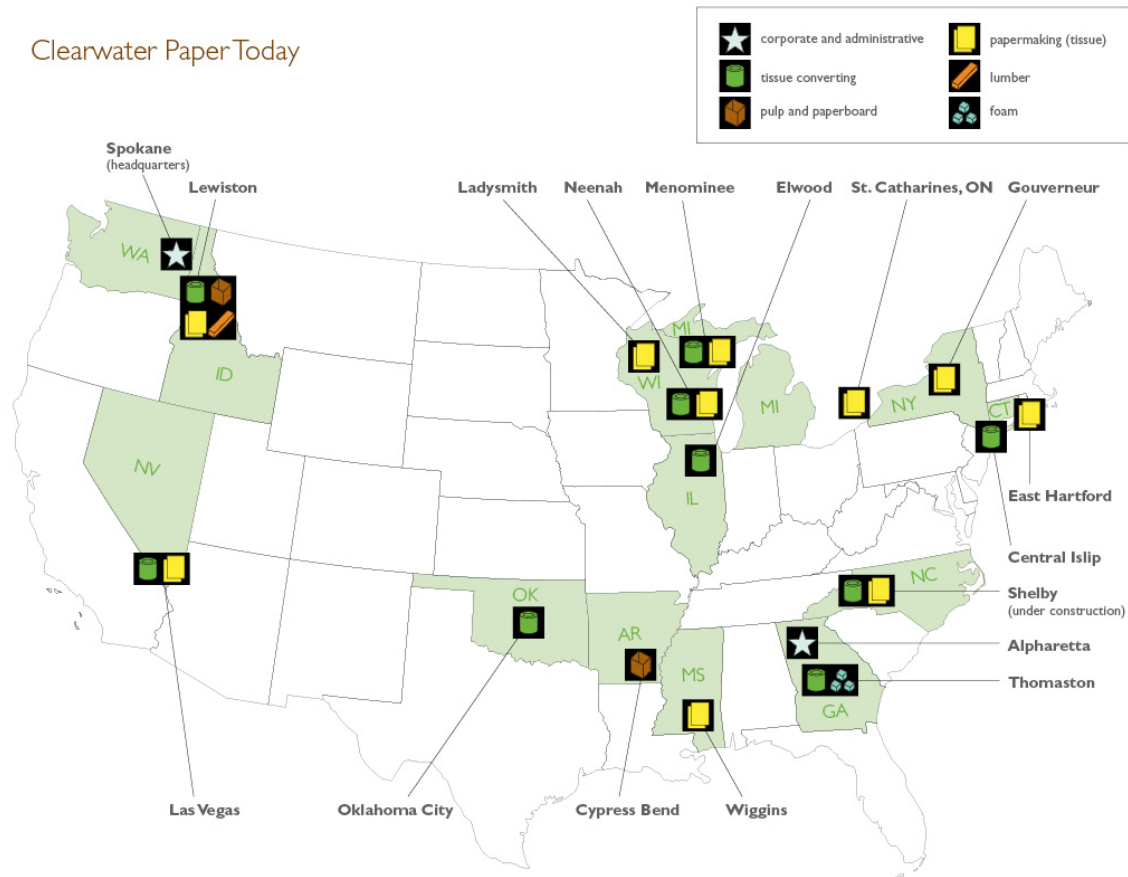 Clearwater Paper Today
corporate and administrative
papermaking (tissue)
tissue converting
lumber
pulp and paperboard
foam
Spokane
(headquarters)
Lewiston
Ladysmith
Neenah
Menominee
Elwood
St. Catharines, ON
Gouverneur
WA
MI
ID
WI
MI
NY
CT
NV
IL
East Hartford
Central Islip
NC
OK
Shelby
(under construction)
AR
Alpharetta
MS
Thomaston
GA
Las Vegas
Oklahoma City
Cypress Bend
Wiggins